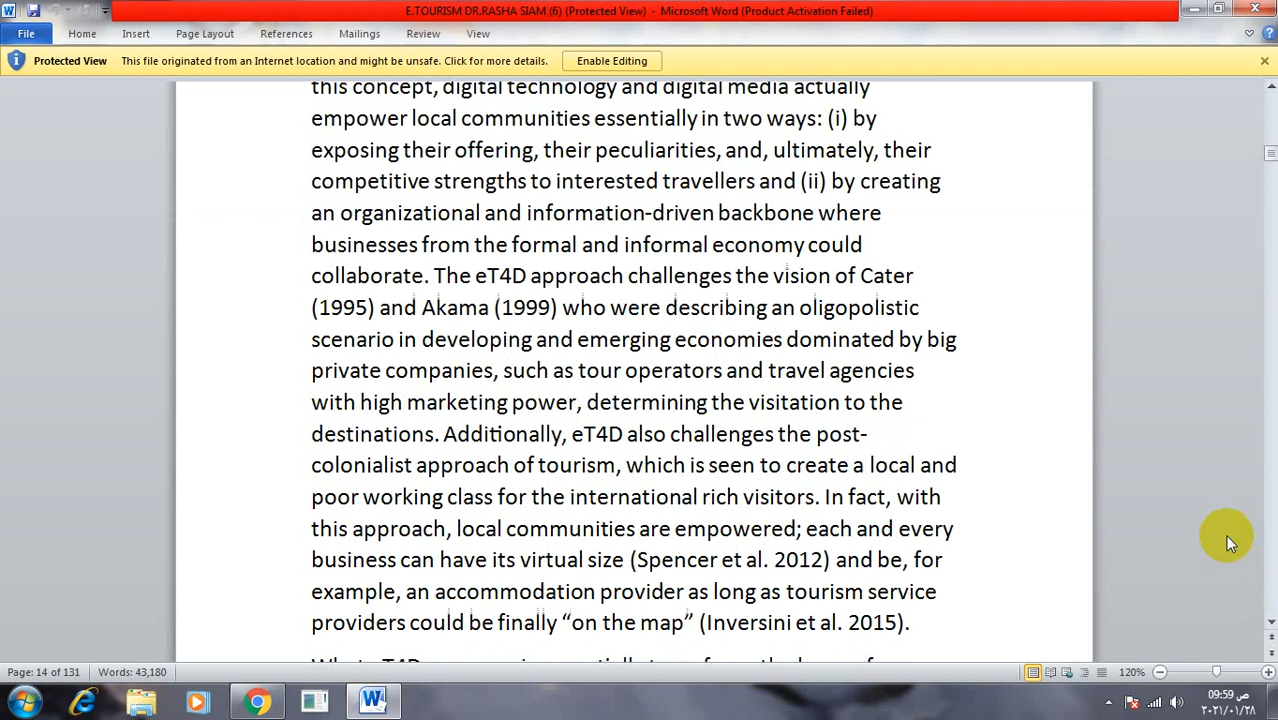 E.TOURISM DR.RASHA SIAM (6) (Protected View) - Microsoft Word (Product Activation Failed)
File Home Insert Page Layout References Mailings Review View
Protected View This file originated from an Internet location and might be unsafe. Click for more details. Enable Editing
this concept, digital technology and digital media actually
empower local communities essentially in two ways: (i) by
exposing their offering, their peculiarities, and, ultimately, their
competitive strengths to interested travellers and (ii) by creating
an organizational and information-driven backbone where
businesses from the formal and informal economy could
collaborate. The eT4D approach challenges the vision of Cater
(1995) and Akama (1999) who were describing an oligopolistic
scenario in developing and emerging economies dominated by big
private companies, such as tour operators and travel agencies
with high marketing power, determining the visitation to the
destinations. Additionally, eT4D also challenges the post-
colonialist approach of tourism, which is seen to create a local and
poor working class for the international rich visitors. In fact, with
this approach, local communities are empowered; each and every
business can have its virtual size (Spencer et al. 2012) and be, for
example, an accommodation provider as long as tourism service
providers could be finally “on the map” (Inversini et al. 2015).
Page: 14 of 131 Words: 43,180 120%
09:59 ص
٢٠٢١/٠١/٢٨